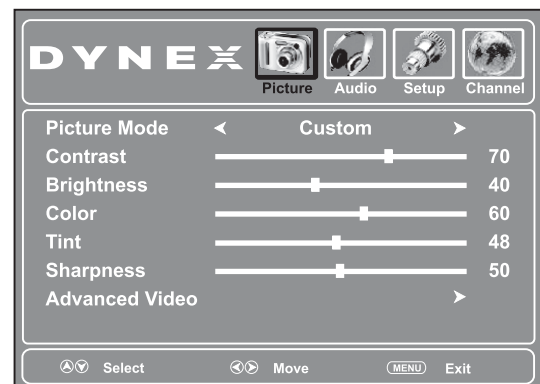 DYNEX
Picture Audio Setup Channel
Picture Mode Custom
Contrast 70
Brightness 40
Color 60
Tint 48
Sharpness 50
Advanced Video
Select Move MENU Exit